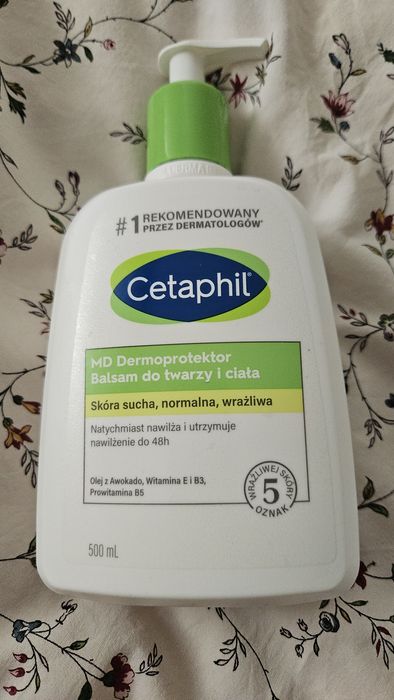 #1 REKOMENDOWANY
PRZEZ DERMATOLOGÓW*
Cetaphil®
MD Dermoprotektor
Balsam do twarzy i ciała
Skóra sucha, normalna, wrażliwa
Natychmiast nawilża i utrzymuje
nawilżenie do 48h
Olej z Awokado, Witamina E i B3,
Prowitamina B5
WRAŻLIWEJ SKÓRY
5
OZNAK
500 mL